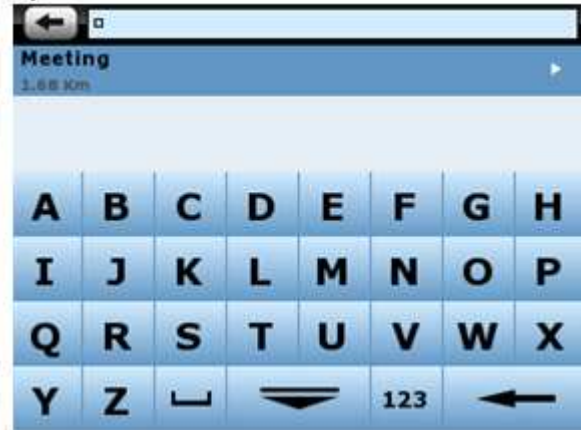 Meeting
1.68 Km
A B C D E F G H
I J K L M N O P
Q R S T U V W X
Y Z 123